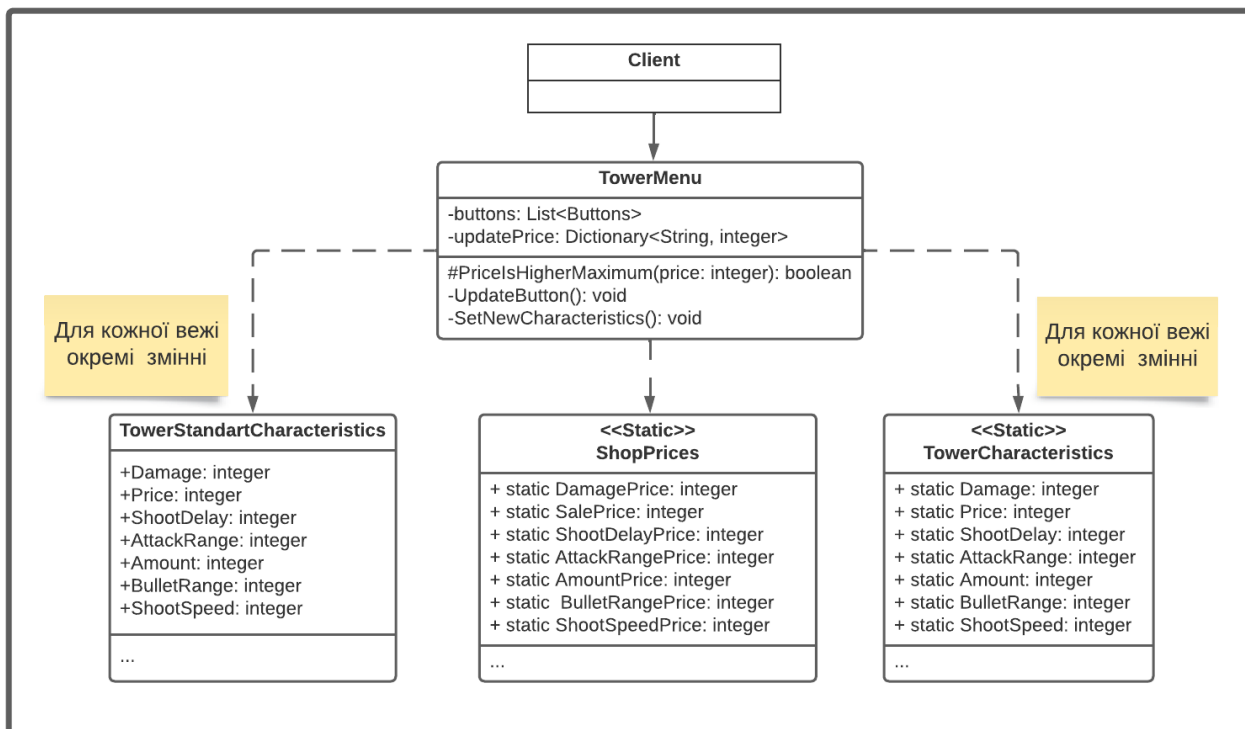 Client
TowerMenu
-buttons: List<Buttons>
-updatePrice: Dictionary<String, integer>
#PriceIsHigherMaximum(price: integer): boolean
-UpdateButton(): void
-SetNewCharacteristics(): void
Для кожної вежі
окремі змінні
Для кожної вежі
окремі змінні
TowerStandartCharacteristics
+Damage: integer
+Price: integer
+ShootDelay: integer
+AttackRange: integer
+Amount: integer
+BulletRange: integer
+ShootSpeed: integer
...
<<Static>>
ShopPrices
+ static DamagePrice: integer
+ static SalePrice: integer
+ static ShootDelayPrice: integer
+ static AttackRangePrice: integer
+ static AmountPrice: integer
+ static BulletRangePrice: integer
+ static ShootSpeedPrice: integer
...
<<Static>>
TowerCharacteristics
+ static Damage: integer
+ static Price: integer
+ static ShootDelay: integer
+ static AttackRange: integer
+ static Amount: integer
+ static BulletRange: integer
+ static ShootSpeed: integer
...